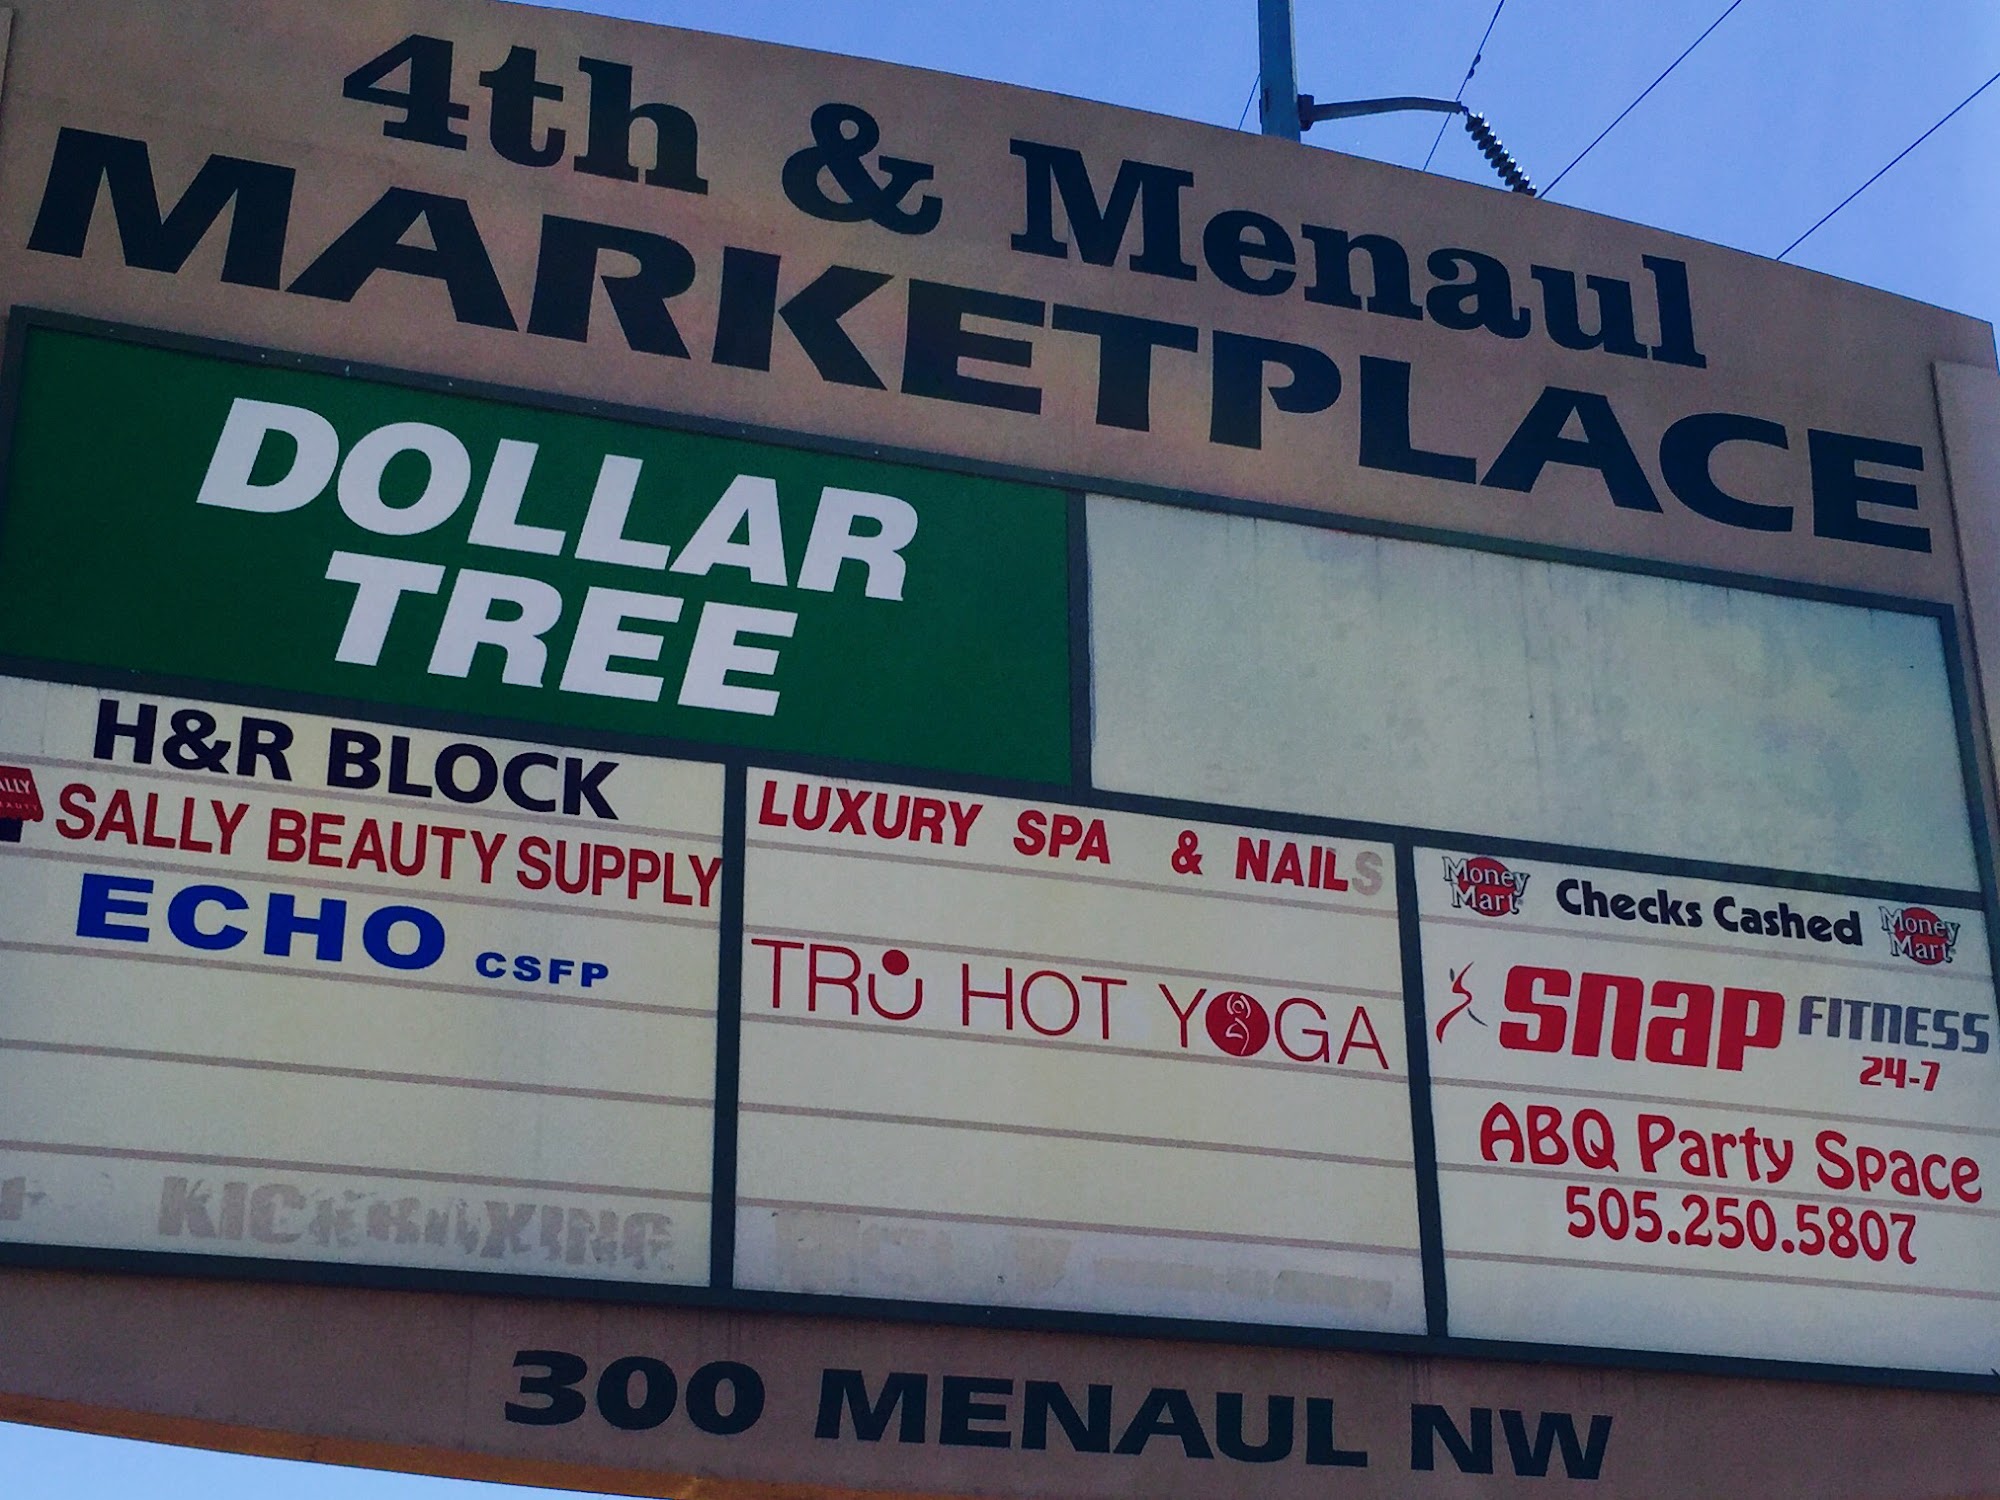 4th & Menaul
MARKETPLACE
DOLLAR
TREE
H&R BLOCK
SALLY BEAUTY SUPPLY
ECHO CSFP
KICKBOXING
LUXURY SPA & NAILS
TRU HOT YOGA
Money Mart Checks Cashed Money Mart
snap FITNESS
24-7
ABQ Party Space
505.250.5807
300 MENAUL NW